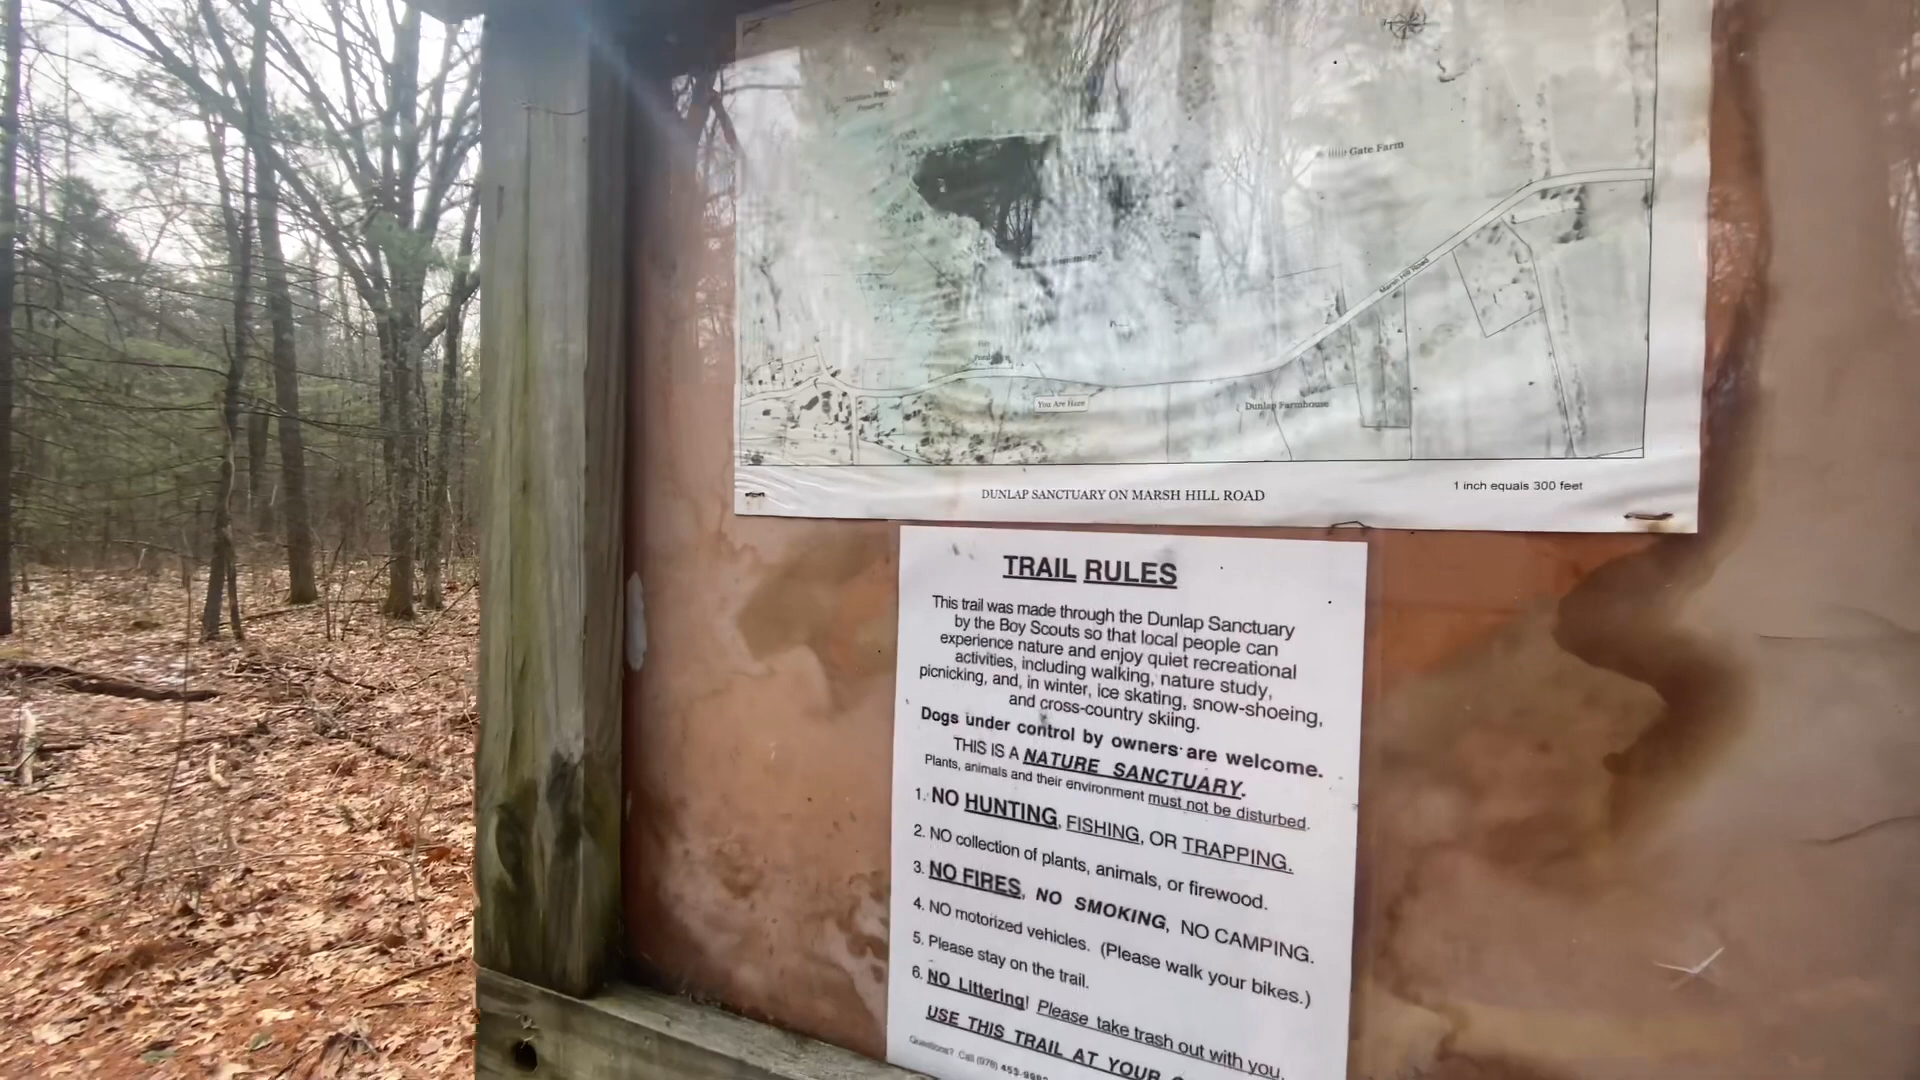 Gate Farm
Marsh Hill Road
You Are Here
Dunlap Farmhouse
DUNLAP SANCTUARY ON MARSH HILL ROAD
1 inch equals 300 feet
TRAIL RULES
This trail was made through the Dunlap Sanctuary
by the Boy Scouts so that local people can
experience nature and enjoy quiet recreational
activities, including walking, nature study,
picnicking, and, in winter, ice skating, snow-shoeing,
and cross-country skiing.
Dogs under control by owners are welcome.
THIS IS A NATURE SANCTUARY.
Plants, animals and their environment must not be disturbed.
1. NO HUNTING, FISHING, OR TRAPPING.
2. NO collection of plants, animals, or firewood.
3. NO FIRES, NO SMOKING, NO CAMPING.
4. NO motorized vehicles. (Please walk your bikes.)
5. Please stay on the trail.
6. NO Littering! Please take trash out with you.
USE THIS TRAIL AT YOUR
Questions? Call (978)